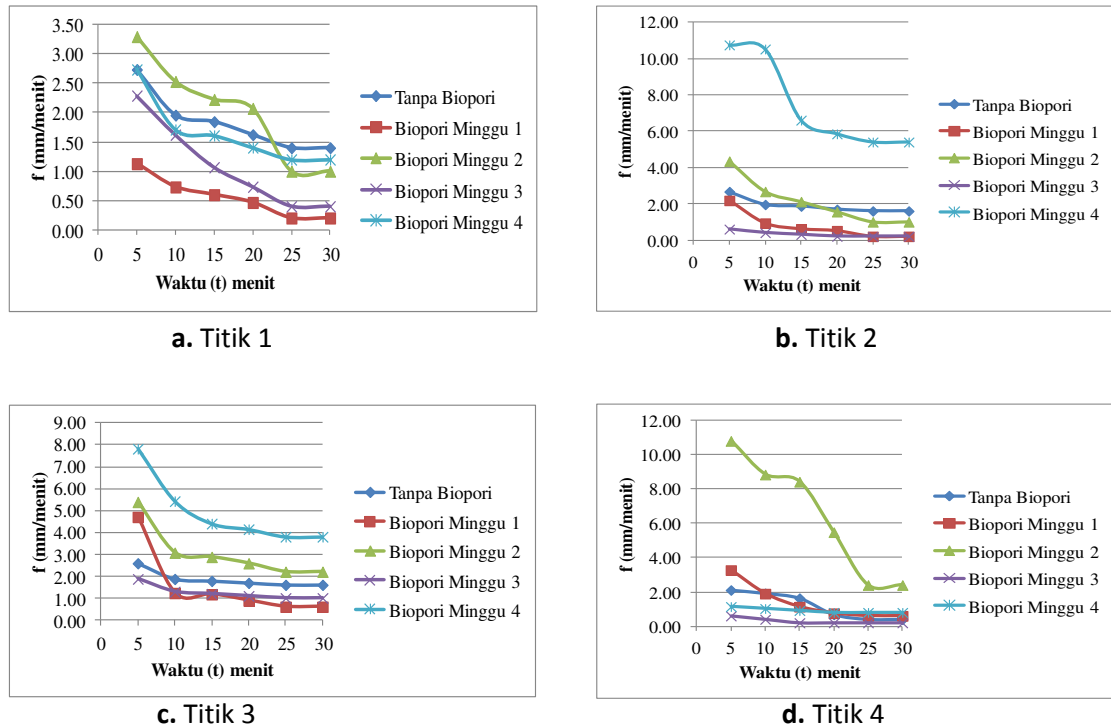 f (mm/menit)
3.50
3.00
2.50
2.00
1.50
1.00
0.50
0.00
0 5 10 15 20 25 30
Waktu (t) menit
Tanpa Biopori
Biopori Minggu 1
Biopori Minggu 2
Biopori Minggu 3
Biopori Minggu 4
a. Titik 1
f (mm/menit)
12.00
10.00
8.00
6.00
4.00
2.00
0.00
0 5 10 15 20 25 30
Waktu (t) menit
Tanpa Biopori
Biopori Minggu 1
Biopori Minggu 2
Biopori Minggu 3
Biopori Minggu 4
b. Titik 2
f (mm/menit)
9.00
8.00
7.00
6.00
5.00
4.00
3.00
2.00
1.00
0.00
0 5 10 15 20 25 30
Waktu (t) menit
Tanpa Biopori
Biopori Minggu 1
Biopori Minggu 2
Biopori Minggu 3
Biopori Minggu 4
c. Titik 3
f (mm/menit)
12.00
10.00
8.00
6.00
4.00
2.00
0.00
0 5 10 15 20 25 30
Waktu (t) menit
Tanpa Biopori
Biopori Minggu 1
Biopori Minggu 2
Biopori Minggu 3
Biopori Minggu 4
d. Titik 4